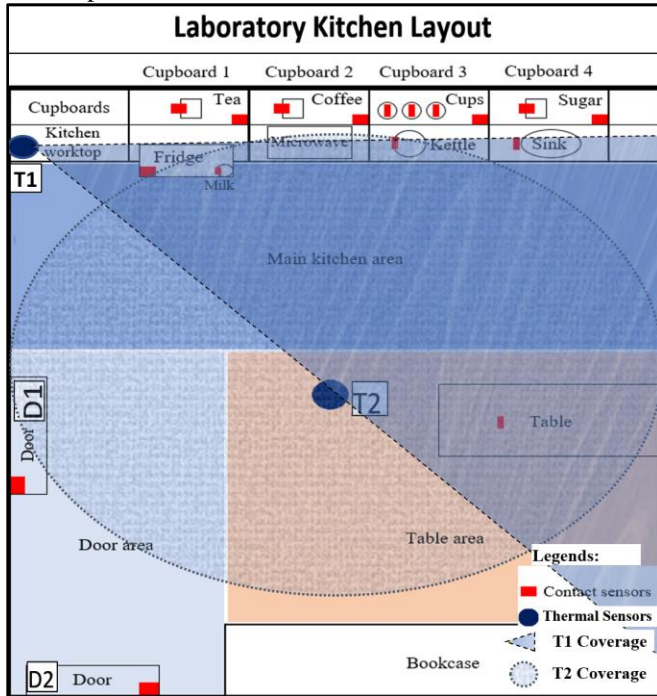 Laboratory Kitchen Layout
Cupboard 1 Cupboard 2 Cupboard 3 Cupboard 4
Cupboards Tea Coffee Cups Sugar
Kitchen worktop
Fridge Microwave Kettle Sink
Milk
T1
Main kitchen area
D1
Door
T2
Table
Door area
Table area
Legends:
Contact sensors
Thermal Sensors
T1 Coverage
T2 Coverage
D2 Door
Bookcase